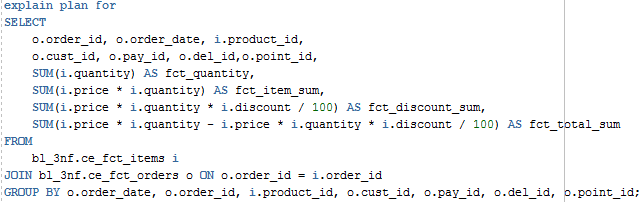 explain plan for
SELECT
o.order_id, o.order_date, i.product_id,
o.cust_id, o.pay_id, o.del_id,o.point_id,
SUM(i.quantity) AS fct_quantity,
SUM(i.price * i.quantity) AS fct_item_sum,
SUM(i.price * i.quantity * i.discount / 100) AS fct_discount_sum,
SUM(i.price * i.quantity - i.price * i.quantity * i.discount / 100) AS fct_total_sum
FROM
bl_3nf.ce_fct_items i
JOIN bl_3nf.ce_fct_orders o ON o.order_id = i.order_id
GROUP BY o.order_date, o.order_id, i.product_id, o.cust_id, o.pay_id, o.del_id, o.point_id;